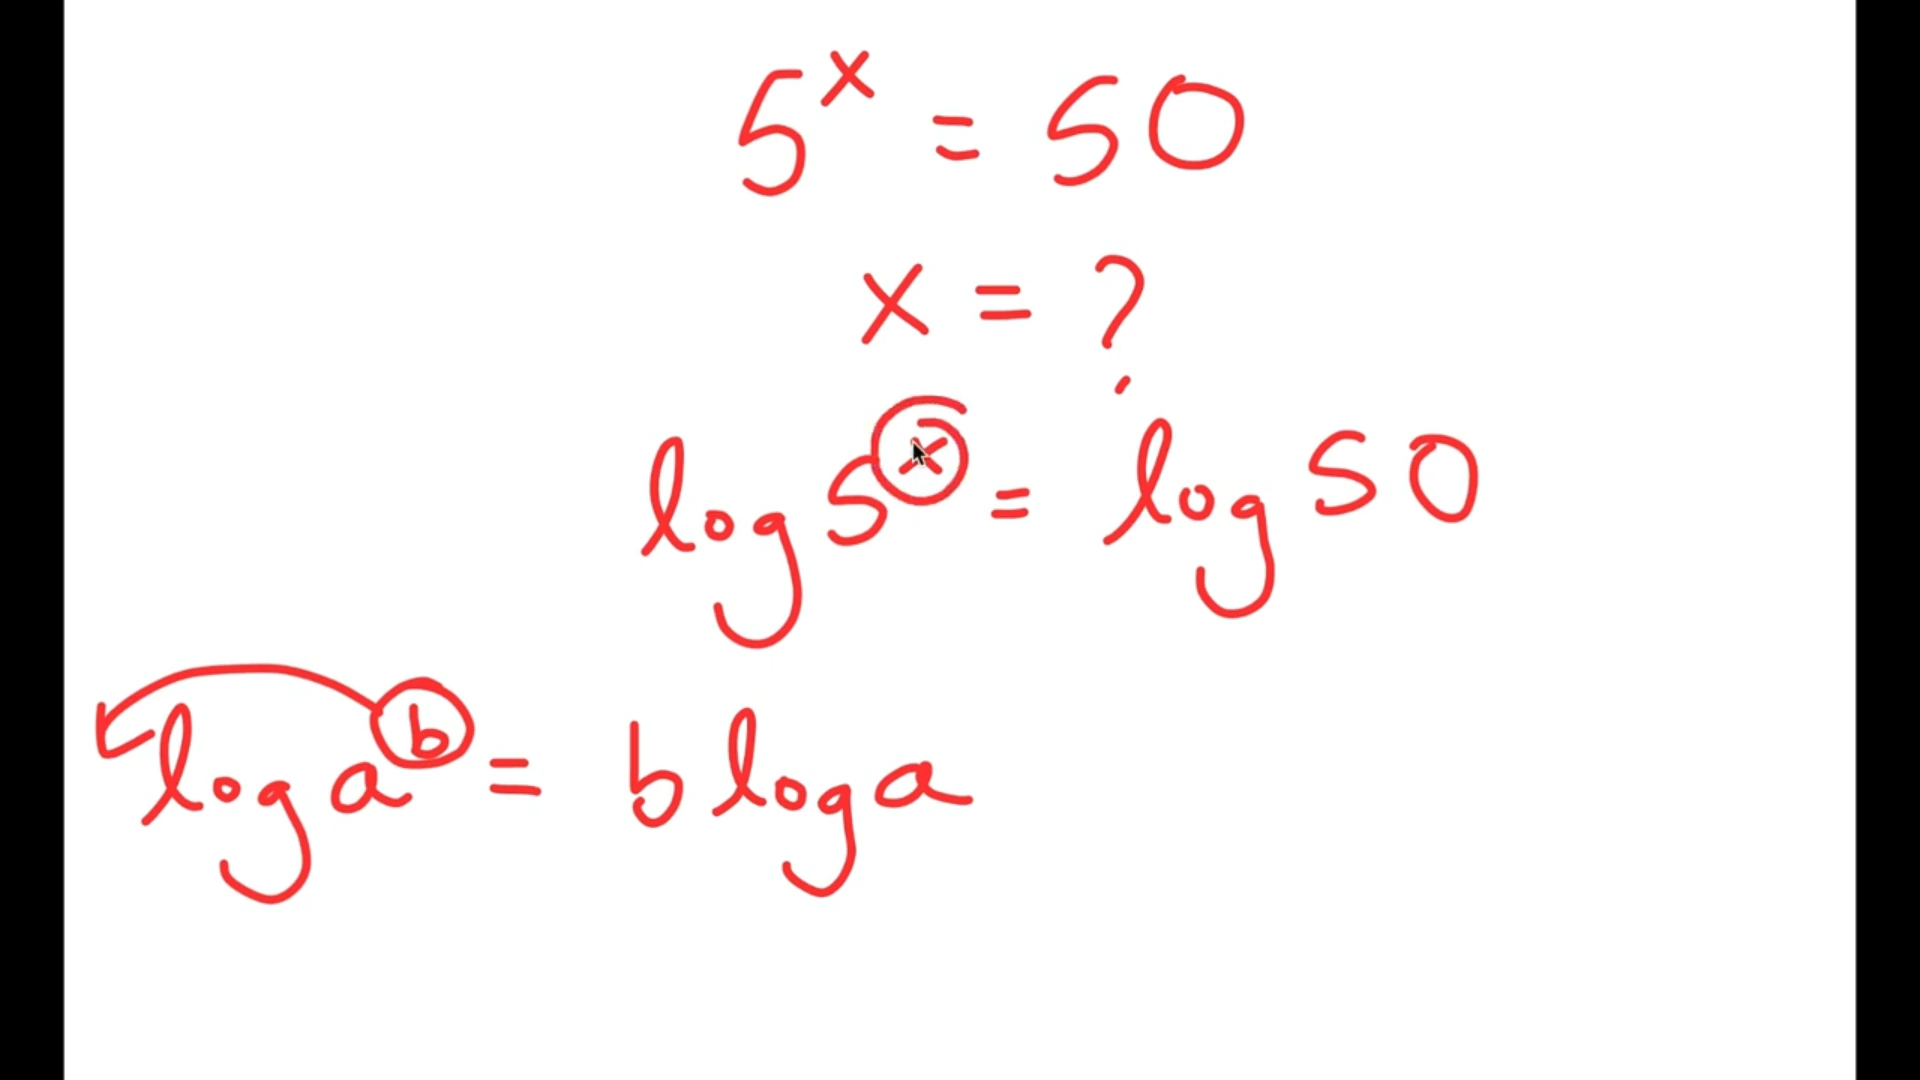 5^x = 50
x = ?
log 5^x = log 50
log a^b = b log a